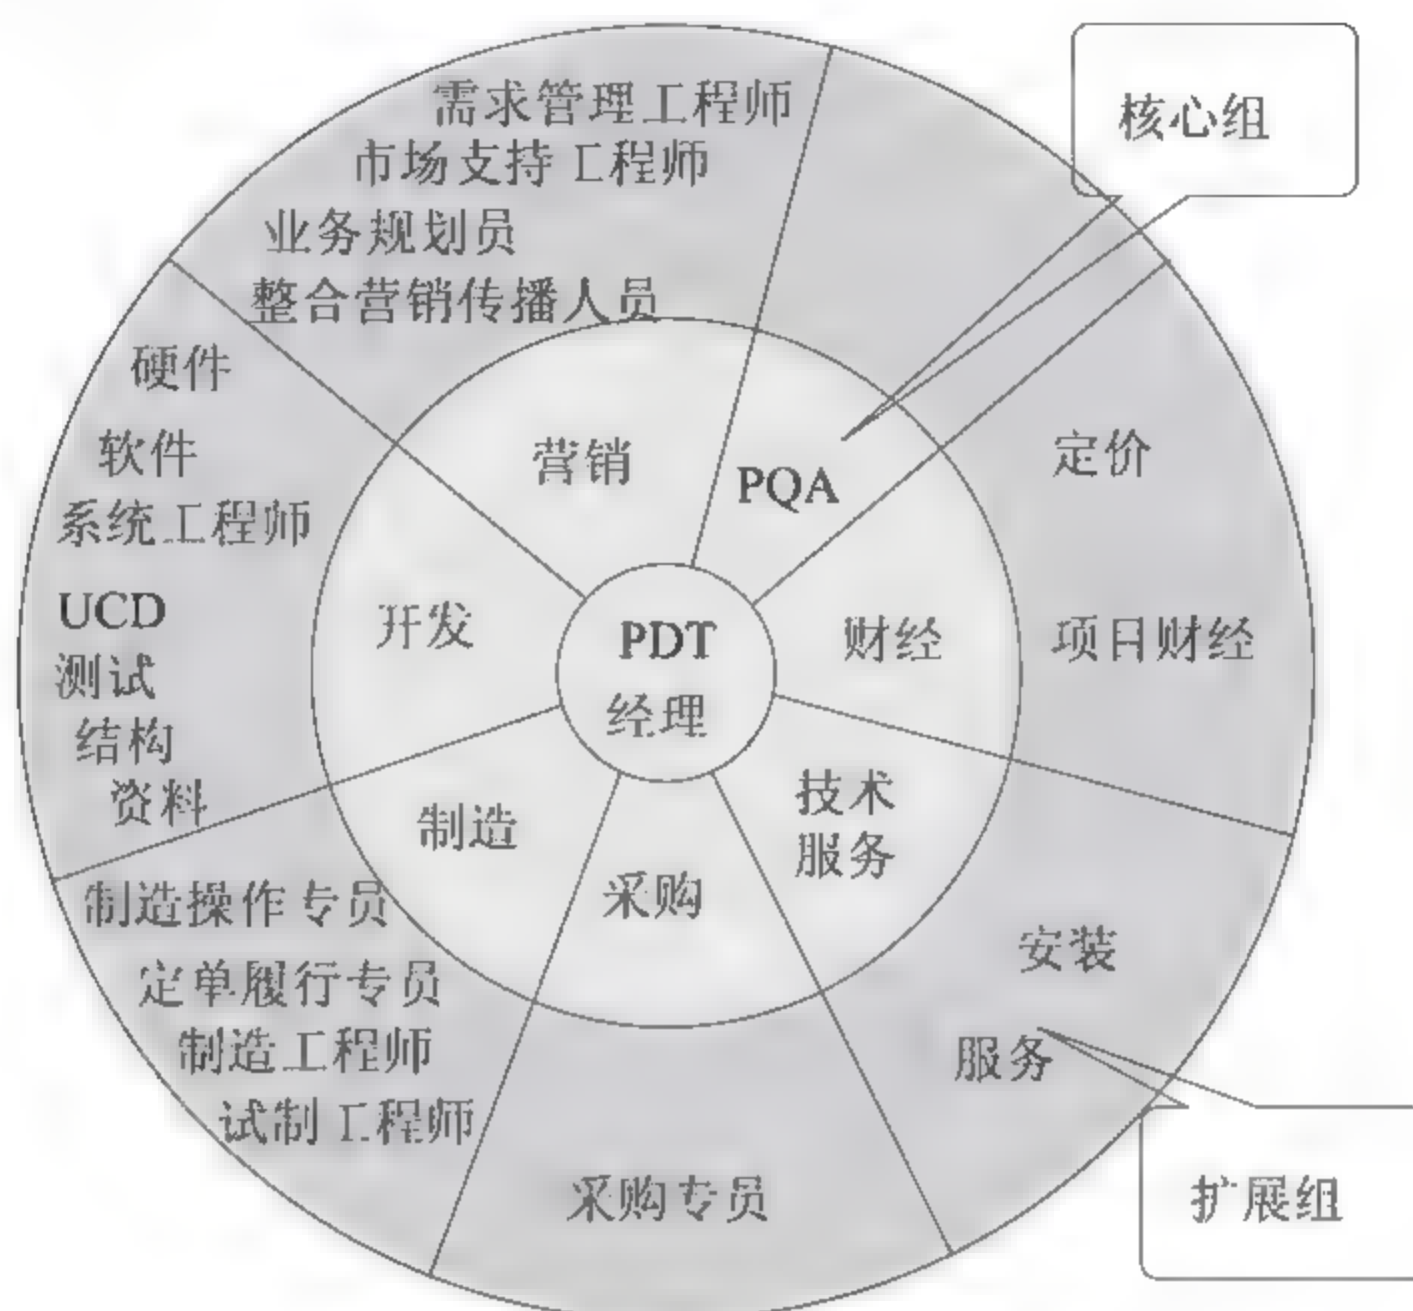 需求管理工程师
市场支持工程师
业务规划员
整合营销传播人员
核心组
硬件
软件
系统工程师
UCD
测试
结构
资料
营销
PQA
定价
开发
PDT
经理
财经
项目财经
制造
采购
技术
服务
制造操作专员
定单履行专员
制造工程师
试制工程师
采购专员
安装
服务
扩展组